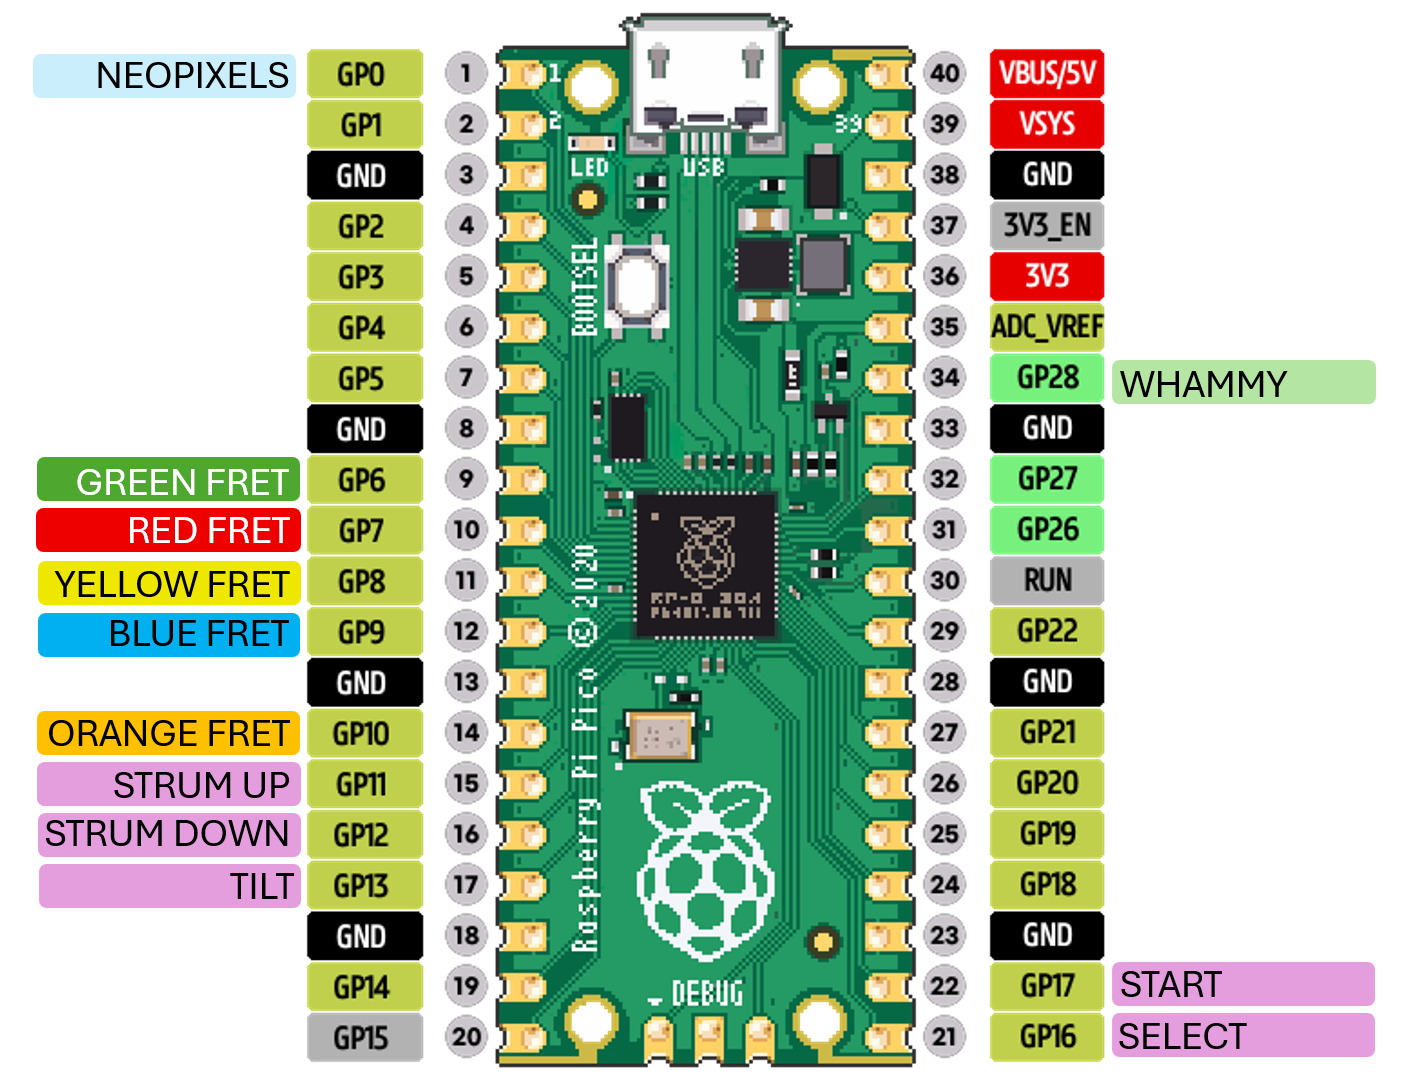 NEOPIXELS GP0 1 1 40 VBUS/5V
GP1 2 2 39 39 VSYS
GND 3 LED USB 38 GND
GP2 4 37 3V3_EN
GP3 5 BOOTSEL 36 3V3
GP4 6 35 ADC_VREF
GP5 7 34 GP28 WHAMMY
GND 8 33 GND
GREEN FRET GP6 9 32 GP27
RED FRET GP7 10 31 GP26
YELLOW FRET GP8 11 30 RUN
BLUE FRET GP9 12 29 GP22
GND 13 28 GND
ORANGE FRET GP10 14 27 GP21
STRUM UP GP11 15 26 GP20
STRUM DOWN GP12 16 25 GP19
TILT GP13 17 24 GP18
GND 18 23 GND
GP14 19 DEBUG 22 GP17 START
GP15 20 21 GP16 SELECT
Raspberry Pi Pico © 2020